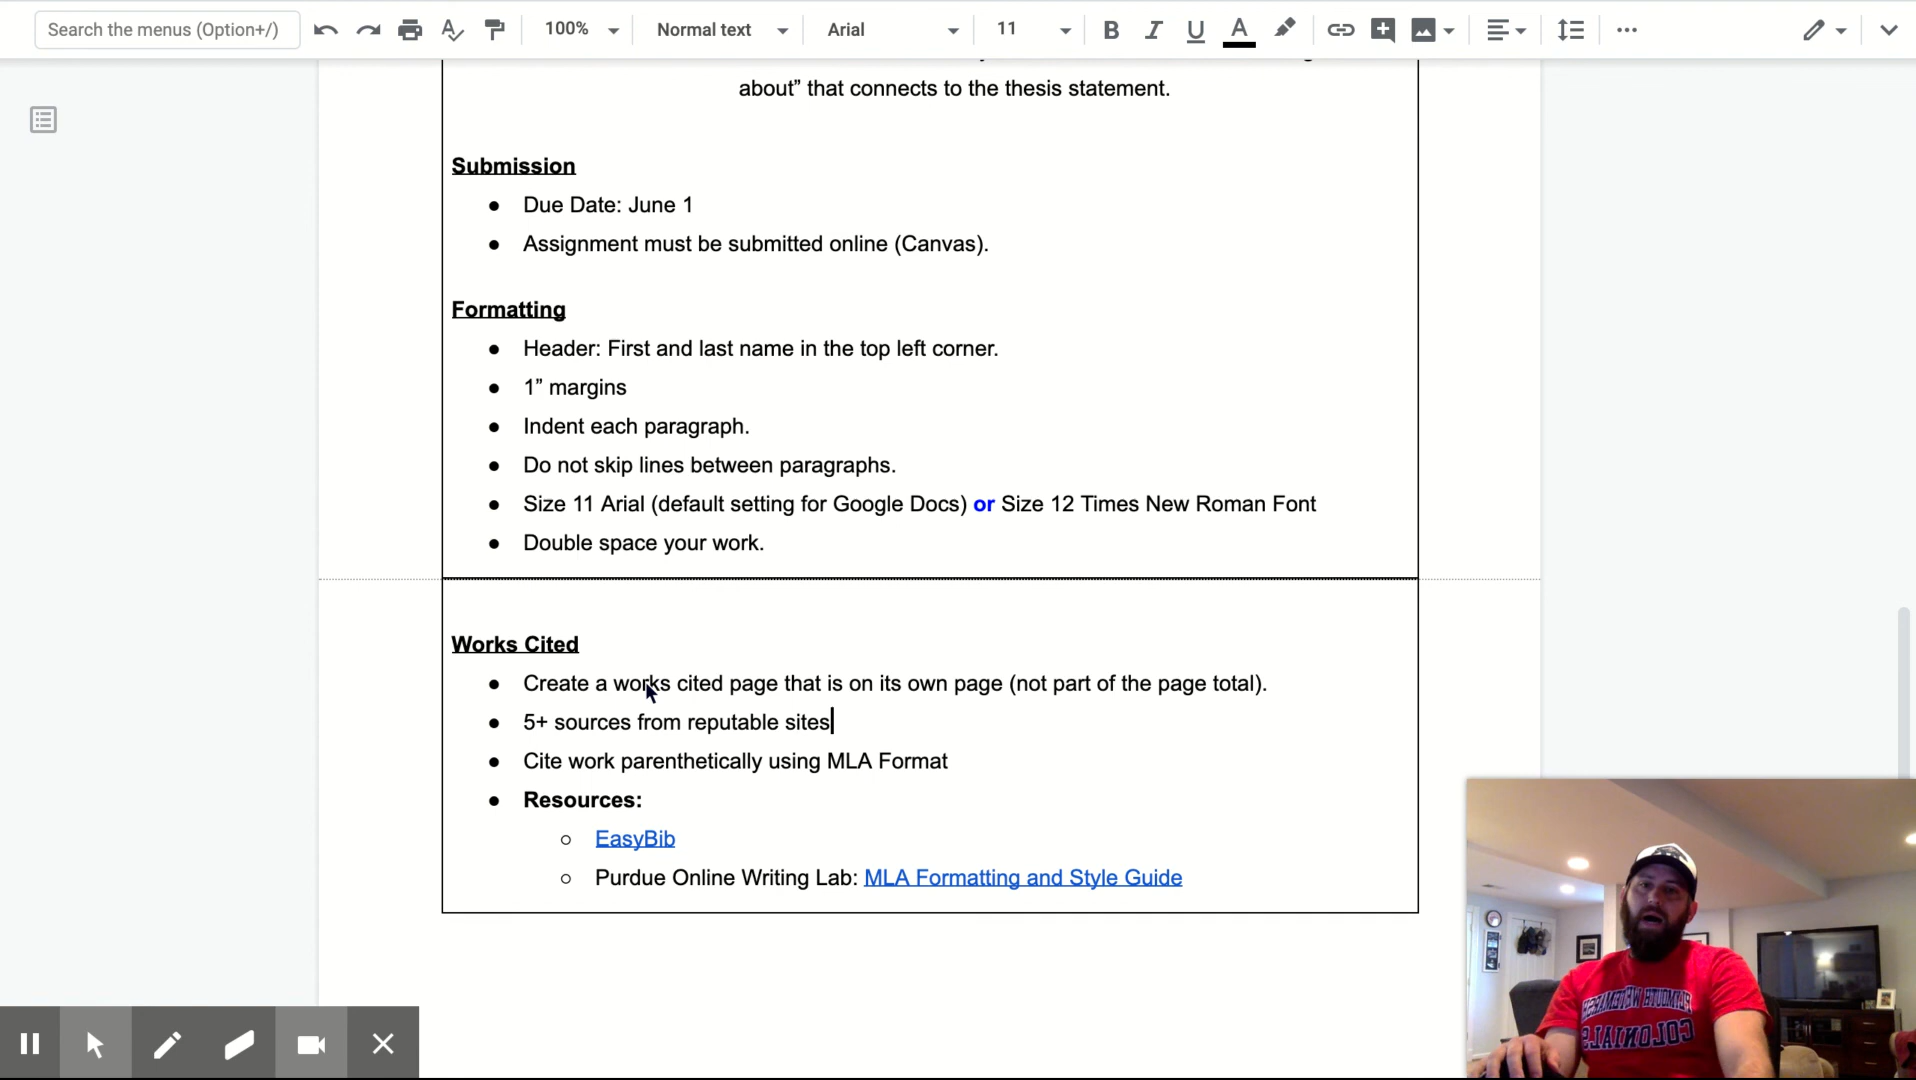 Search the menus (Option+/)
100%
Normal text
Arial
11
B
I
U
A
about” that connects to the thesis statement.
Submission
● Due Date: June 1
● Assignment must be submitted online (Canvas).
Formatting
● Header: First and last name in the top left corner.
● 1” margins
● Indent each paragraph.
● Do not skip lines between paragraphs.
● Size 11 Arial (default setting for Google Docs) or Size 12 Times New Roman Font
● Double space your work.
Works Cited
● Create a works cited page that is on its own page (not part of the page total).
● 5+ sources from reputable sites
● Cite work parenthetically using MLA Format
● Resources:
○ EasyBib
○ Purdue Online Writing Lab: MLA Formatting and Style Guide
PLYMOUTH WHITEMARSH
COLONIALS